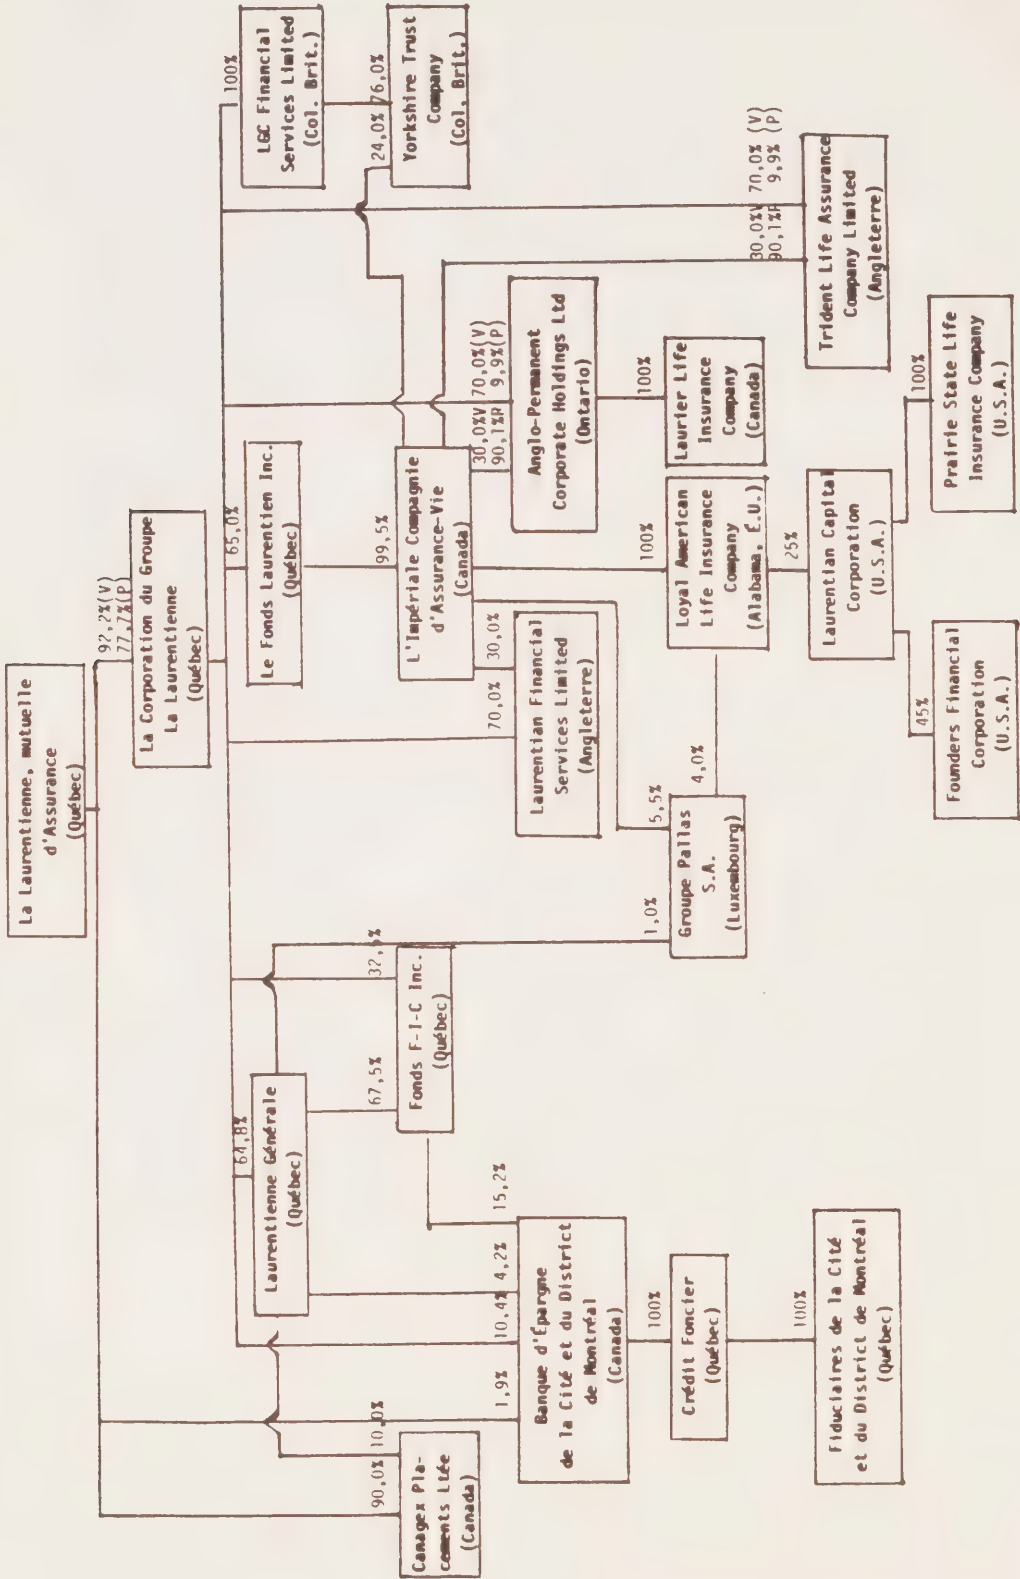 La Laurentienne, mutuelle
d'Assurance
(Québec)
92,2%(V)
77,7%(P)
La Corporation du Groupe
La Laurentienne
(Québec)
64,8%
65,0%
100%
Laurentienne Générale
(Québec)
Le Fonds Laurentien Inc.
(Québec)
LGC Financial
Services Limited
(Col. Brit.)
90,0% 10,0%
67,5%
99,5%
24,0% 76,0%
Canagex Pla-
cements Ltée
(Canada)
Fonds F-I-C Inc.
(Québec)
L'Impériale Compagnie
d'Assurance-Vie
(Canada)
Yorkshire Trust
Company
(Col. Brit.)
1,9%
10,4%
4,2%
15,2%
70,0%
30,0%
30,0%V 70,0%(V)
90,1%P 9,9%(P)
Banque d'Épargne
de la Cité et du District
de Montréal
(Canada)
Laurentian Financial
Services Limited
(Angleterre)
Anglo-Permanent
Corporate Holdings Ltd
(Ontario)
100%
1,0%
5,5%
4,0%
100%
100%
Crédit Foncier
(Québec)
Groupe Pallas
S.A.
(Luxembourg)
Loyal American
Life Insurance
Company
(Alabama, É.U.)
Laurier Life
Insurance
Company
(Canada)
100%
25%
30,0%V 70,0% (V)
90,1%P 9,9% (P)
Fiduciaires de la Cité
et du District de Montréal
(Québec)
Laurentian Capital
Corporation
(U.S.A.)
Trident Life Assurance
Company Limited
(Angleterre)
45%
100%
Founders Financial
Corporation
(U.S.A.)
Prairie State Life
Insurance Company
(U.S.A.)